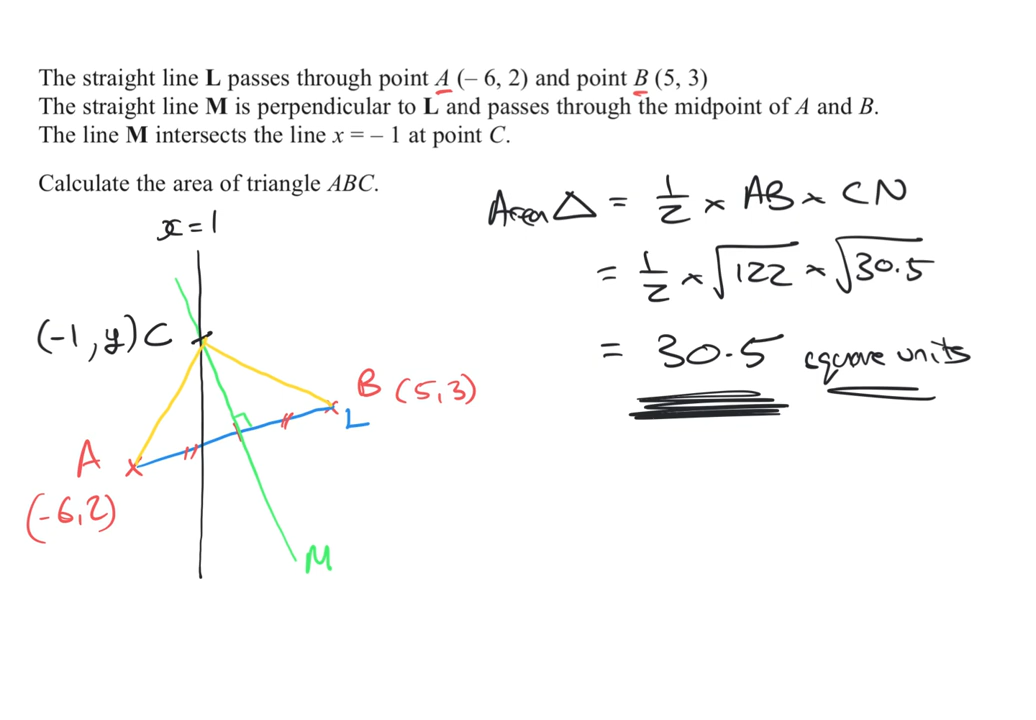 The straight line L passes through point A (– 6, 2) and point B (5, 3)
The straight line M is perpendicular to L and passes through the midpoint of A and B.
The line M intersects the line x = – 1 at point C.
Calculate the area of triangle ABC.
Area △ = 1/2 × AB × CN
= 1/2 × √122 × √30.5
= 30.5 square units
x = 1
(-1, y) C
B (5, 3)
L
A
(-6, 2)
M